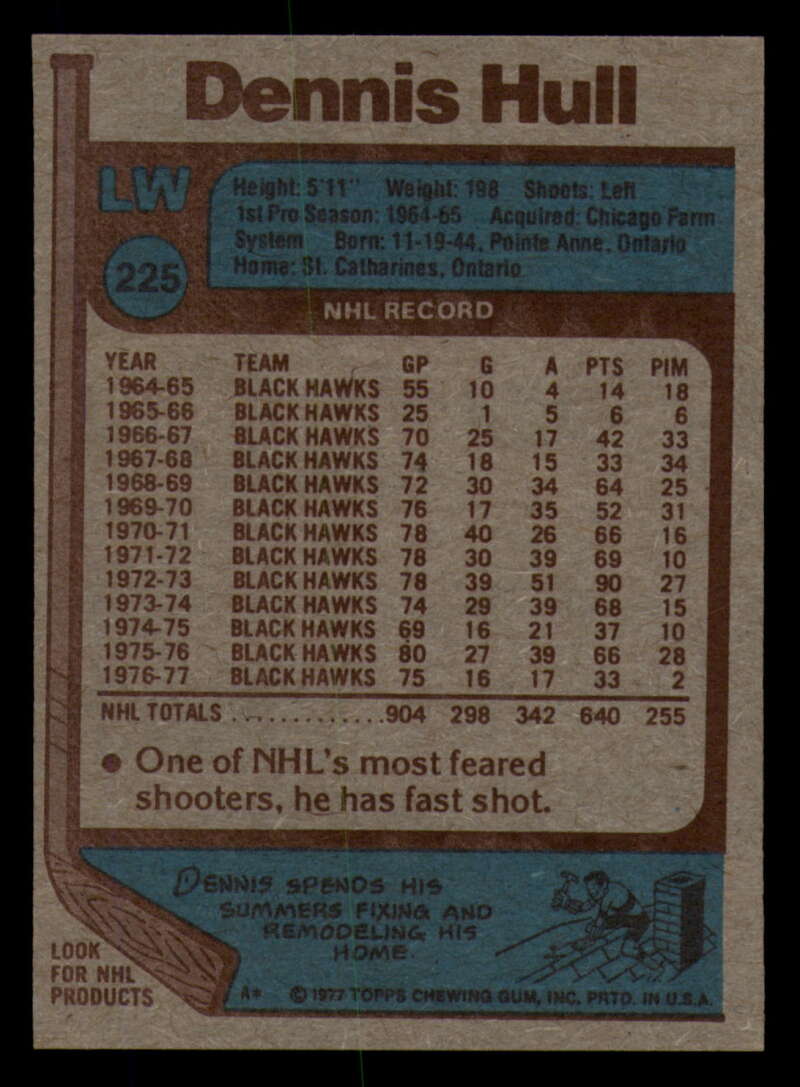 Dennis Hull
LW
225
Height: 5'11" Weight: 198 Shoots: Left
1st Pro Season: 1964-65 Acquired: Chicago Farm
System Born: 11-19-44, Pointe Anne, Ontario
Home: St. Catharines, Ontario
NHL RECORD
YEAR TEAM GP G A PTS PIM
1964-65 BLACK HAWKS 55 10 4 14 18
1965-66 BLACK HAWKS 25 1 5 6 6
1966-67 BLACK HAWKS 70 25 17 42 33
1967-68 BLACK HAWKS 74 18 15 33 34
1968-69 BLACK HAWKS 72 30 34 64 25
1969-70 BLACK HAWKS 76 17 35 52 31
1970-71 BLACK HAWKS 78 40 26 66 16
1971-72 BLACK HAWKS 78 30 39 69 10
1972-73 BLACK HAWKS 78 39 51 90 27
1973-74 BLACK HAWKS 74 29 39 68 15
1974-75 BLACK HAWKS 69 16 21 37 10
1975-76 BLACK HAWKS 80 27 39 66 28
1976-77 BLACK HAWKS 75 16 17 33 2
NHL TOTALS.............904 298 342 640 255
• One of NHL's most feared
shooters, he has fast shot.
DENNIS SPENDS HIS
SUMMERS FIXING AND
REMODELING HIS
HOME.
LOOK
FOR NHL
PRODUCTS
A* © 1977 TOPPS CHEWING GUM, INC. PRTD. IN U.S.A.